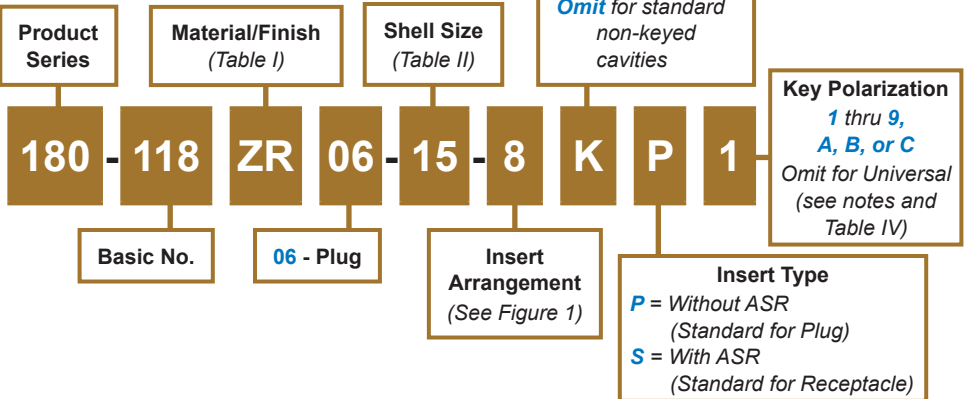 Product
Series
Material/Finish
(Table I)
Shell Size
(Table II)
Omit for standard
non-keyed
cavities
Key Polarization
1 thru 9,
A, B, or C
Omit for Universal
(see notes and
Table IV)
180 - 118 ZR 06 - 15 - 8 K P 1
Basic No.
06 - Plug
Insert
Arrangement
(See Figure 1)
Insert Type
P = Without ASR
(Standard for Plug)
S = With ASR
(Standard for Receptacle)